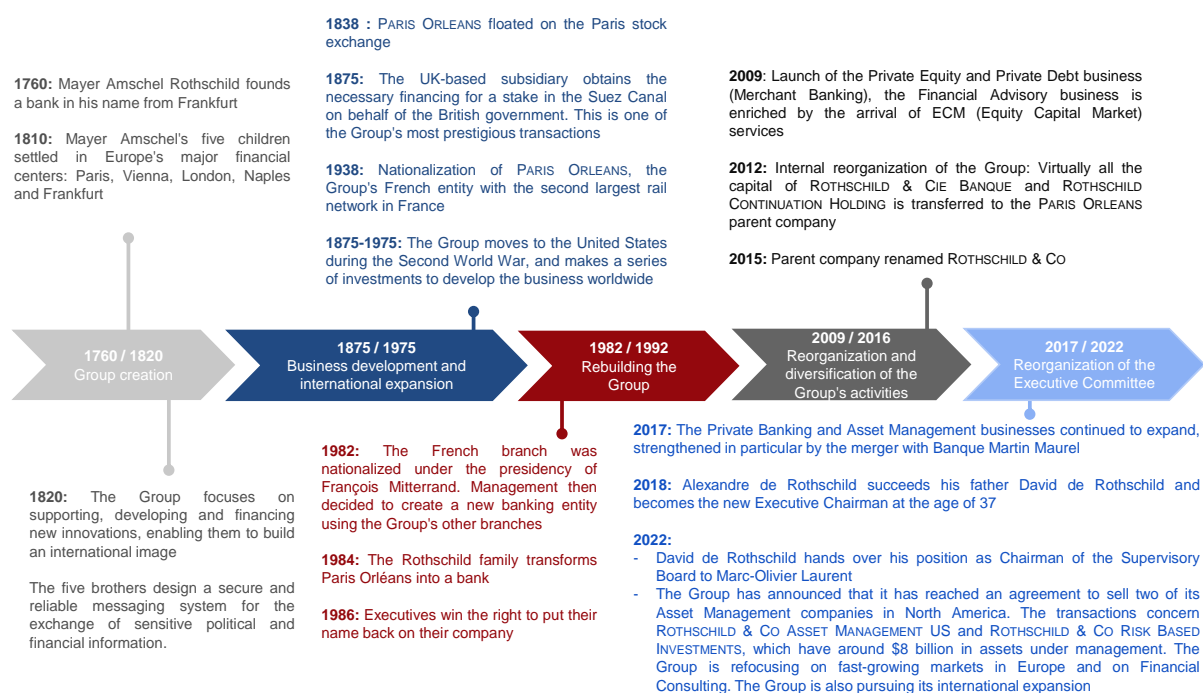 1760: Mayer Amschel Rothschild founds
a bank in his name from Frankfurt
1810: Mayer Amschel's five children
settled in Europe's major financial
centers: Paris, Vienna, London, Naples
and Frankfurt
1838 : PARIS ORLEANS floated on the Paris stock
exchange
1875: The UK-based subsidiary obtains the
necessary financing for a stake in the Suez Canal
on behalf of the British government. This is one
of the Group's most prestigious transactions
1938: Nationalization of PARIS ORLEANS, the
Group's French entity with the second largest rail
network in France
1875-1975: The Group moves to the United States
during the Second World War, and makes a series
of investments to develop the business worldwide
2009: Launch of the Private Equity and Private Debt business
(Merchant Banking), the Financial Advisory business is
enriched by the arrival of ECM (Equity Capital Market)
services
2012: Internal reorganization of the Group: Virtually all the
capital of ROTHSCHILD & CIE BANQUE and ROTHSCHILD
CONTINUATION HOLDING is transferred to the PARIS ORLEANS
parent company
2015: Parent company renamed ROTHSCHILD & CO
1760 / 1820
Group creation
1875 / 1975
Business development and
international expansion
1982 / 1992
Rebuilding the
Group
2009 / 2016
Reorganization and
diversification of the
Group's activities
2017 / 2022
Reorganization of the
Executive Committee
1820: The Group focuses on
supporting, developing and financing
new innovations, enabling them to build
an international image
The five brothers design a secure and
reliable messaging system for the
exchange of sensitive political and
financial information.
1982: The French branch was
nationalized under the presidency of
François Mitterrand. Management then
decided to create a new banking entity
using the Group's other branches
1984: The Rothschild family transforms
Paris Orléans into a bank
1986: Executives win the right to put their
name back on their company
2017: The Private Banking and Asset Management businesses continued to expand,
strengthened in particular by the merger with Banque Martin Maurel
2018: Alexandre de Rothschild succeeds his father David de Rothschild and
becomes the new Executive Chairman at the age of 37
2022:
- David de Rothschild hands over his position as Chairman of the Supervisory
Board to Marc-Olivier Laurent
- The Group has announced that it has reached an agreement to sell two of its
Asset Management companies in North America. The transactions concern
ROTHSCHILD & CO ASSET MANAGEMENT US and ROTHSCHILD & CO RISK BASED
INVESTMENTS, which have around $8 billion in assets under management. The
Group is refocusing on fast-growing markets in Europe and on Financial
Consulting. The Group is also pursuing its international expansion